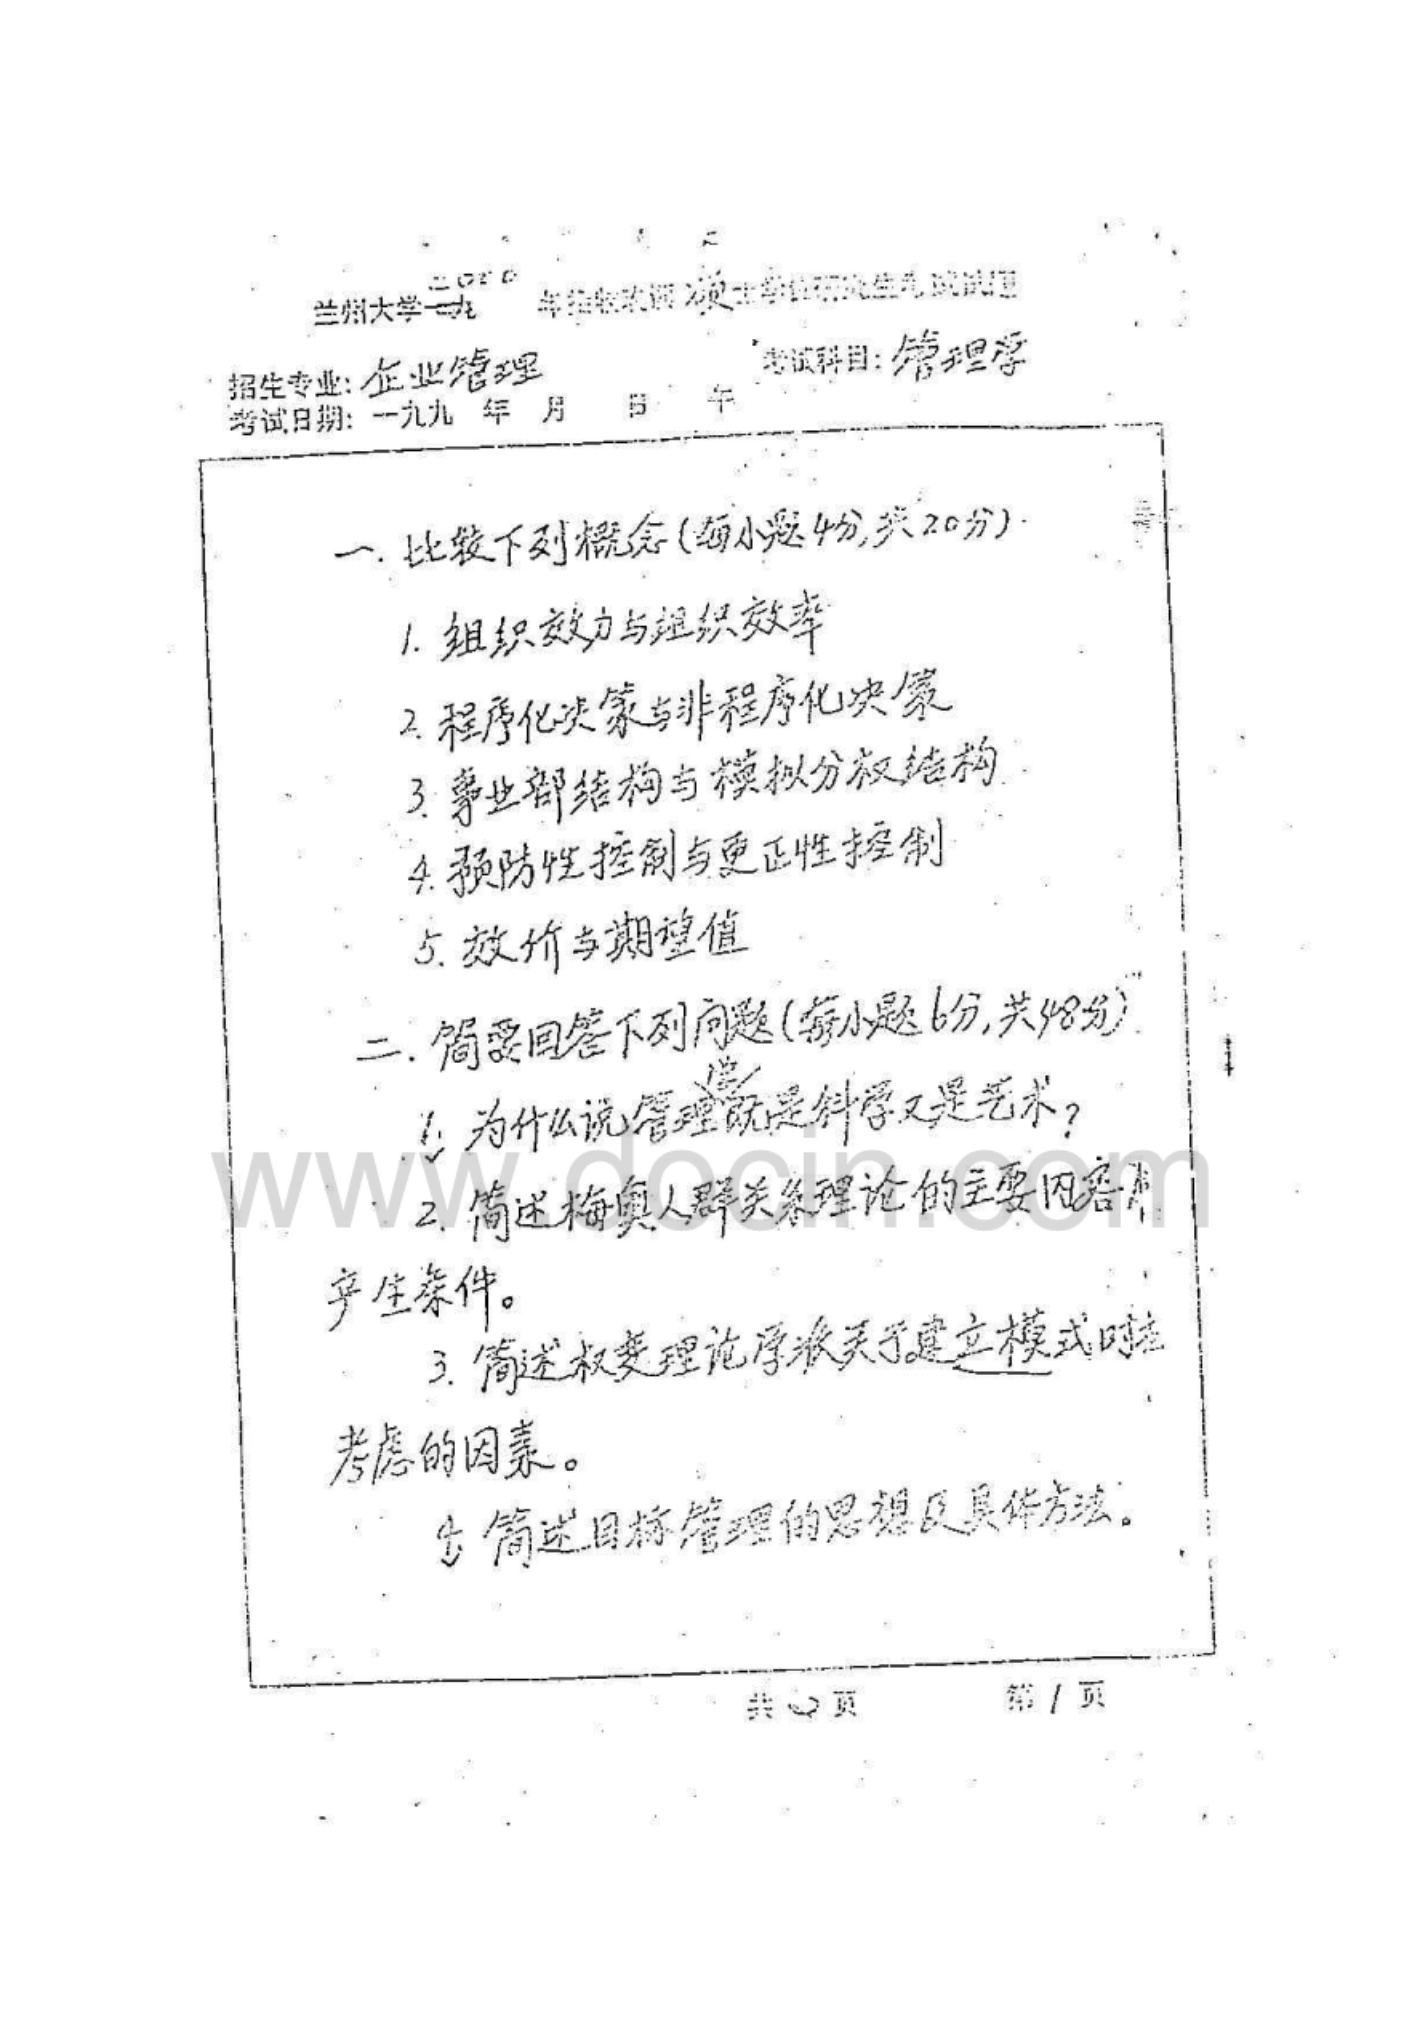 二000
兰州大学一九 年招收攻读硕士学位研究生考试试题
招生专业: 企业管理 考试科目: 管理学
考试日期: 一九九 年 月 日 午
一. 比较下列概念(每小题4分,共20分)
1. 组织效力与组织效率
2. 程序化决策与非程序化决策
3. 事业部结构与模拟分权结构
4. 预防性控制与更正性控制
5. 效价与期望值
二. 简要回答下列问题(每小题6分,共48分)
1. 为什么说管理既是科学又是艺术?
2. 简述梅奥人群关系理论的主要内容
产生条件。
3. 简述权变理论学派关于建立模式时
考虑的因素。
4. 简述目标管理的思想及具体方法。
共2页 第1页
www.docin.com